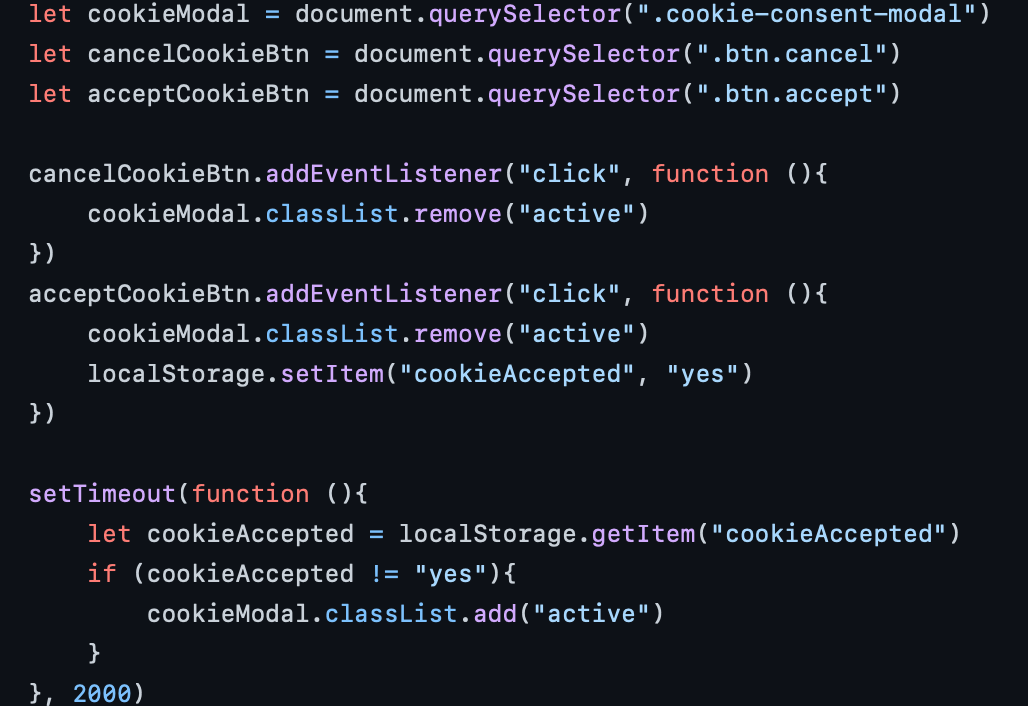 let cookieModal = document.querySelector(".cookie-consent-modal")
let cancelCookieBtn = document.querySelector(".btn.cancel")
let acceptCookieBtn = document.querySelector(".btn.accept")

cancelCookieBtn.addEventListener("click", function (){
    cookieModal.classList.remove("active")
})
acceptCookieBtn.addEventListener("click", function (){
    cookieModal.classList.remove("active")
    localStorage.setItem("cookieAccepted", "yes")
})

setTimeout(function (){
    let cookieAccepted = localStorage.getItem("cookieAccepted")
    if (cookieAccepted != "yes"){
        cookieModal.classList.add("active")
    }
}, 2000)